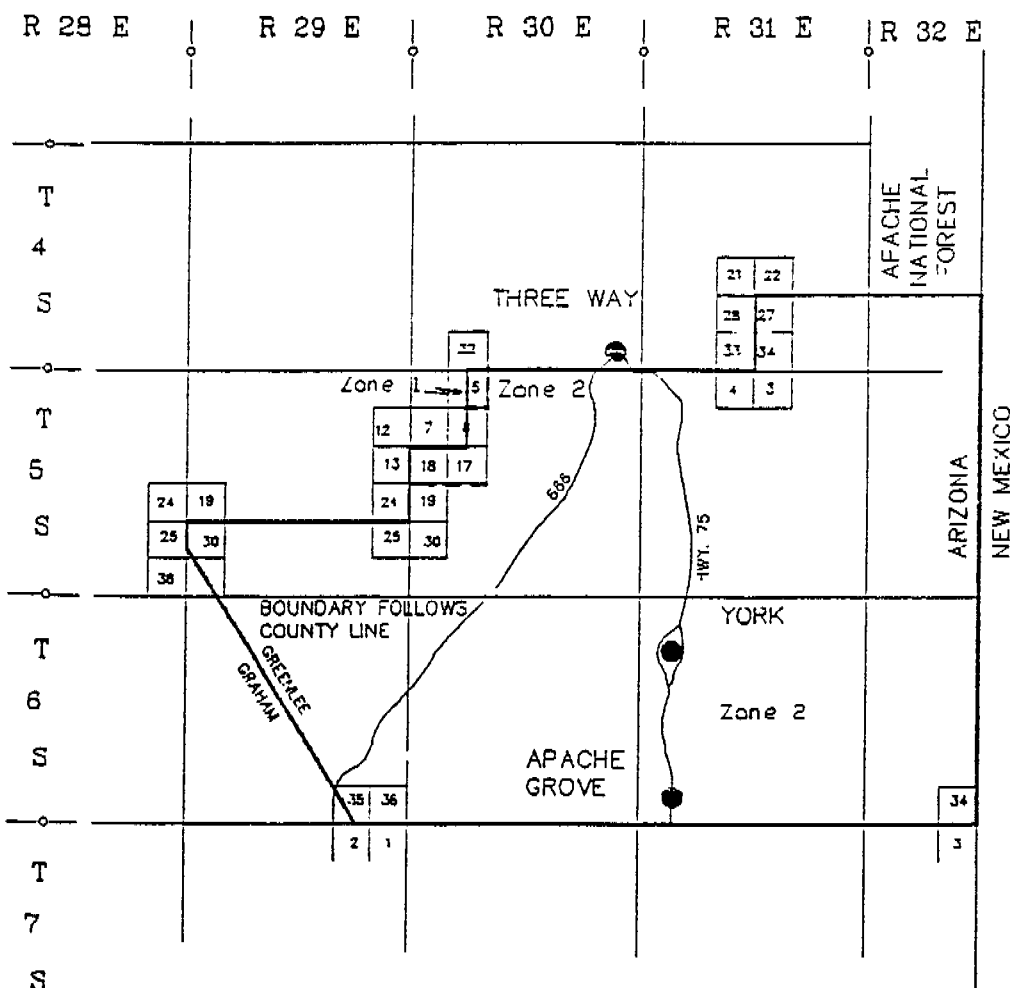 R 28 E
R 29 E
R 30 E
R 31 E
R 32 E
T
4
S
AFACHE
NATIONAL
FOREST
21 22
28 27
33 34
4 3
THREE WAY
32
Zone 1
5
Zone 2
T
5
S
12 7
13 18 17
24 19
21 19
25 30
25 30
36
666
HWY. 75
ARIZONA
NEW MEXICO
BOUNDARY FOLLOWS
COUNTY LINE
YORK
T
6
S
GREENLEE
GRAHAM
Zone 2
APACHE
GROVE
35 36
2 1
34
3
T
7
S